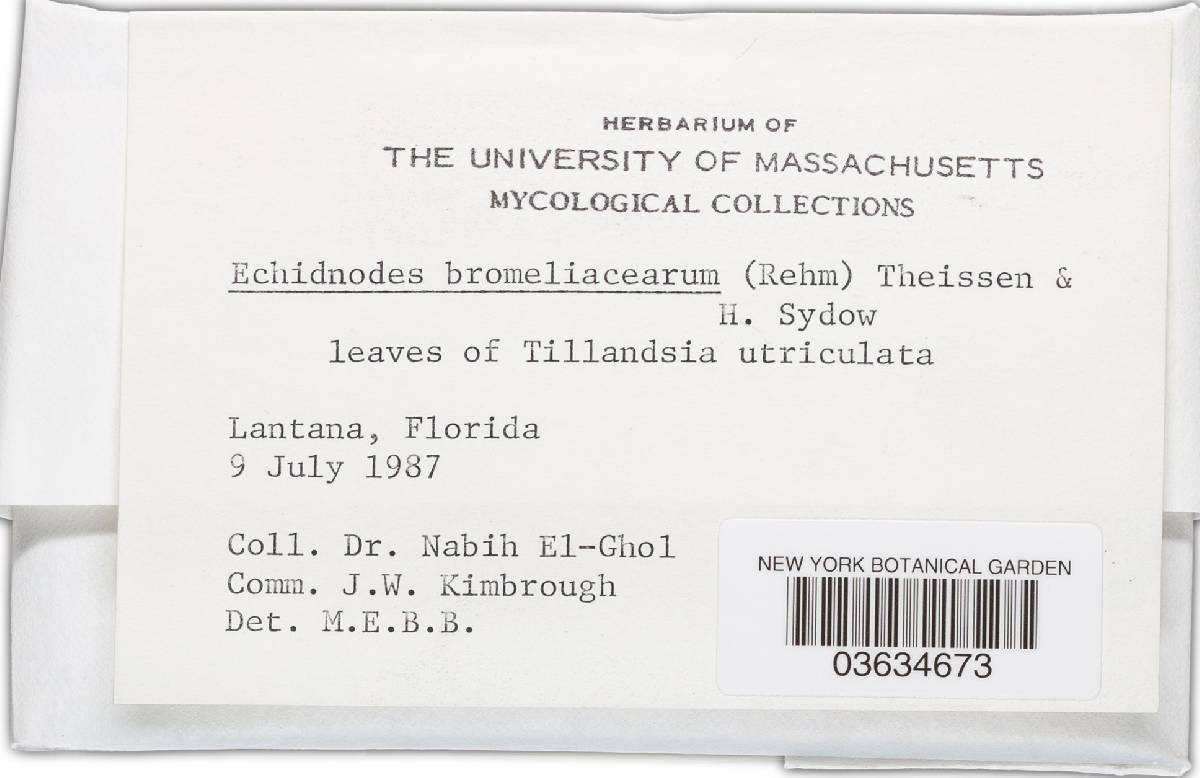 HERBARIUM OF
THE UNIVERSITY OF MASSACHUSETTS
MYCOLOGICAL COLLECTIONS
Echidnodes bromeliacearum (Rehm) Theissen &
H. Sydow
leaves of Tillandsia utriculata
Lantana, Florida
9 July 1987
Coll. Dr. Nabih El-Ghol
Comm. J.W. Kimbrough
Det. M.E.B.B.
NEW YORK BOTANICAL GARDEN
03634673